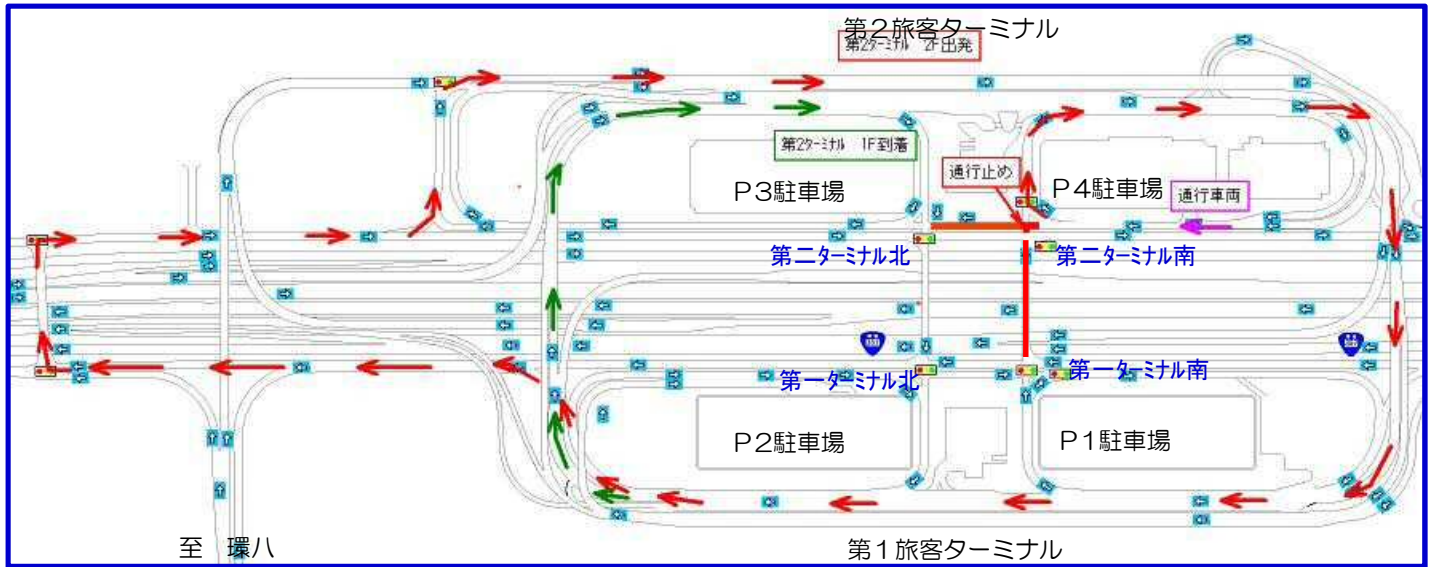 第２旅客ターミナル
第2ﾀｰﾐﾅﾙ 2F出発
第2ﾀｰﾐﾅﾙ 1F到着
通行止め
Ｐ３駐車場
Ｐ４駐車場
通行車両
第二ﾀｰﾐﾅﾙ北
第二ﾀｰﾐﾅﾙ南
第一ﾀｰﾐﾅﾙ北
第一ﾀｰﾐﾅﾙ南
Ｐ２駐車場
Ｐ１駐車場
至 環八
第１旅客ターミナル